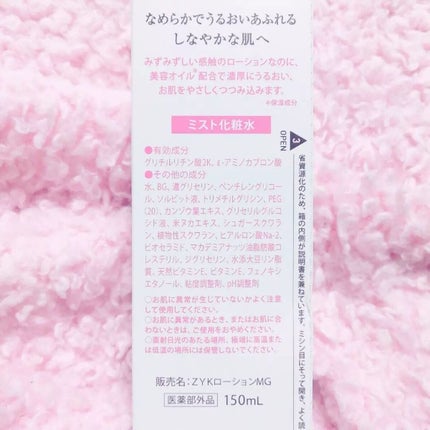 なめらかでうるおいあふれる
しなやかな肌へ
みずみずしい感触のローションなのに、
美容オイル*配合で濃厚にうるおい、
お肌をやさしくつつみ込みます。
*保湿成分
ミスト化粧水
●有効成分
グリチルリチン酸2K、ε-アミノカプロン酸
●その他の成分
水、BG、濃グリセリン、ペンチレングリコー
ル、ソルビット液、トリメチルグリシン、PEG
(20)、カンゾウ葉エキス、グリセリルグルコ
シド液、米ヌカエキス、シュガースクワラ
ン、植物性スクワラン、ヒアルロン酸Na-2、
ビオセラミド、マカデミアナッツ油脂肪酸コ
レステリル、ジグリセリン、水添大豆リン脂
質、天然ビタミンE、ビタミンE、フェノキシ
エタノール、粘度調整剤、pH調整剤
○お肌に異常が生じていないかよく注意
して使用してください。
○お肌に異常があるとき、またはお肌に合
わないときは、ご使用をおやめください。
○直射日光のあたる場所、極端に高温また
は低温の場所には保管しないでください。
販売名：ZYKローションMG
医薬部外品 150mL
3
OPEN
省資源化のため、箱の内側が説明書を兼ねています。ミシン目にそって開き、よく読